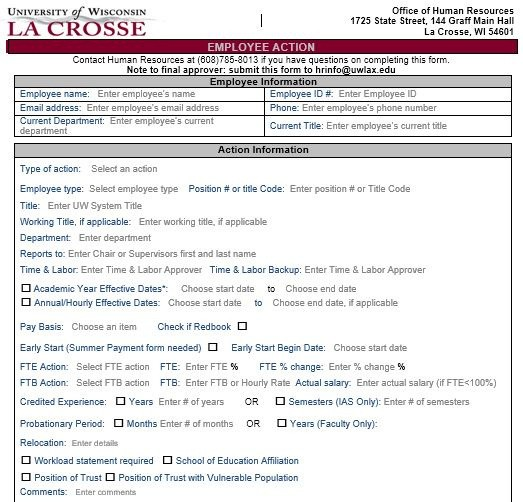 UNIVERSITY of WISCONSIN
LA CROSSE
Office of Human Resources
1725 State Street, 144 Graff Main Hall
La Crosse, WI 54601
EMPLOYEE ACTION
Contact Human Resources at (608)785-8013 if you have questions on completing this form.
Note to final approver: submit this form to hrinfo@uwlax.edu
Employee Information
Employee name: Enter employee's name Employee ID #: Enter Employee ID
Email address: Enter employee's email address Phone: Enter employee's phone number
Current Department: Enter employee's current department Current Title: Enter employee's current title
Action Information
Type of action: Select an action
Employee type: Select employee type Position # or title Code: Enter position # or Title Code
Title: Enter UW System Title
Working Title, if applicable: Enter working title, if applicable
Department: Enter department
Reports to: Enter Chair or Supervisors first and last name
Time & Labor: Enter Time & Labor Approver Time & Labor Backup: Enter Time & Labor Approver
☐ Academic Year Effective Dates*: Choose start date to Choose end date
☐ Annual/Hourly Effective Dates: Choose start date to Choose end date, if applicable
Pay Basis: Choose an item Check if Redbook ☐
Early Start (Summer Payment form needed) ☐ Early Start Begin Date: Choose start date
FTE Action: Select FTE action FTE: Enter FTE % FTE % change: Enter % change %
FTB Action: Select FTB action FTB: Enter FTB or Hourly Rate Actual salary: Enter actual salary (if FTE<100%)
Credited Experience: ☐ Years Enter # of years OR ☐ Semesters (IAS Only): Enter # of semesters
Probationary Period: ☐ Months Enter # of months OR ☐ Years (Faculty Only):
Relocation: Enter details
☐ Workload statement required ☐ School of Education Affiliation
☐ Position of Trust ☐ Position of Trust with Vulnerable Population
Comments: Enter comments